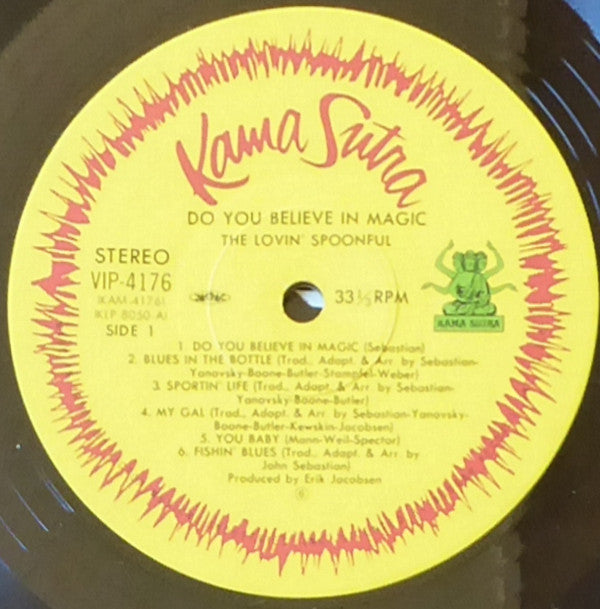 Kama Sutra
DO YOU BELIEVE IN MAGIC
THE LOVIN' SPOONFUL
STEREO
VIP-4176
(KAM-4176)
(KLP 8050 A)
SIDE 1
33 1/3 RPM
KAMA SUTRA
1. DO YOU BELIEVE IN MAGIC (Sebastian)
2. BLUES IN THE BOTTLE (Trad., Adapt. & Arr. by Sebastian-
Yanovsky-Boone-Butler-Stampfel-Weber)
3. SPORTIN' LIFE (Trad., Adapt. & Arr. by Sebastian-
Yanovsky-Boone-Butler)
4. MY GAL (Trad., Adapt. & Arr. by Sebastian-Yanovsky-
Boone-Butler-Kewskin-Jacobsen)
5. YOU BABY (Mann-Weil-Spector)
6. FISHIN' BLUES (Trad., Adapt. & Arr. by
John Sebastian)
Produced by Erik Jacobsen